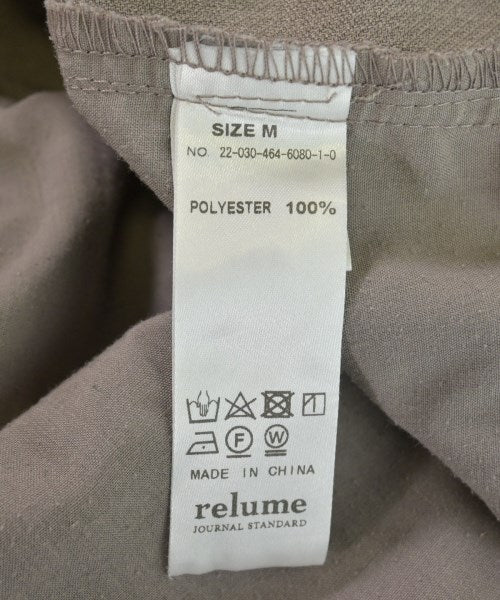 SIZE M
NO. 22-030-464-6080-1-0
POLYESTER 100%
F W
MADE IN CHINA
relume
JOURNAL STANDARD